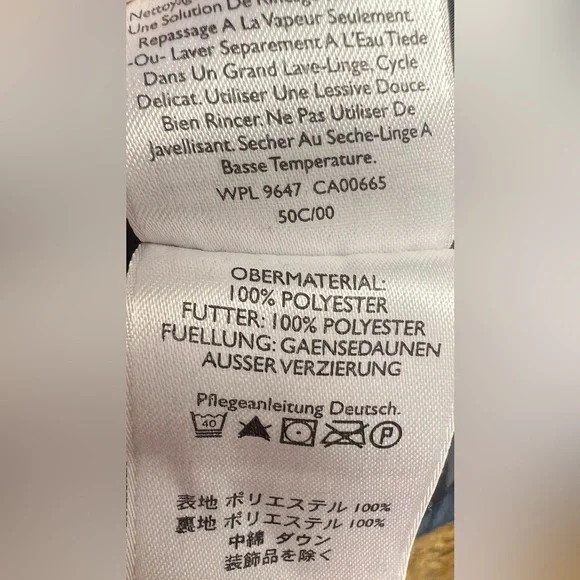 Nettoy
Une Solution De Rinsag
Repassage A La Vapeur Seulement.
-Ou- Laver Separement A L'Eau Tiede
Dans Un Grand Lave-Linge. Cycle
Delicat. Utiliser Une Lessive Douce.
Bien Rincer. Ne Pas Utiliser De
Javellisant. Secher Au Seche-Linge A
Basse Temperature.
WPL 9647 CA00665
50C/00
OBERMATERIAL:
100% POLYESTER
FUTTER: 100% POLYESTER
FUELLUNG: GAENSEDAUNEN
AUSSER VERZIERUNG
Pflegeanleitung Deutsch.
40 P
表地 ポリエステル 100%
裏地 ポリエステル 100%
中綿 ダウン
装飾品を除く